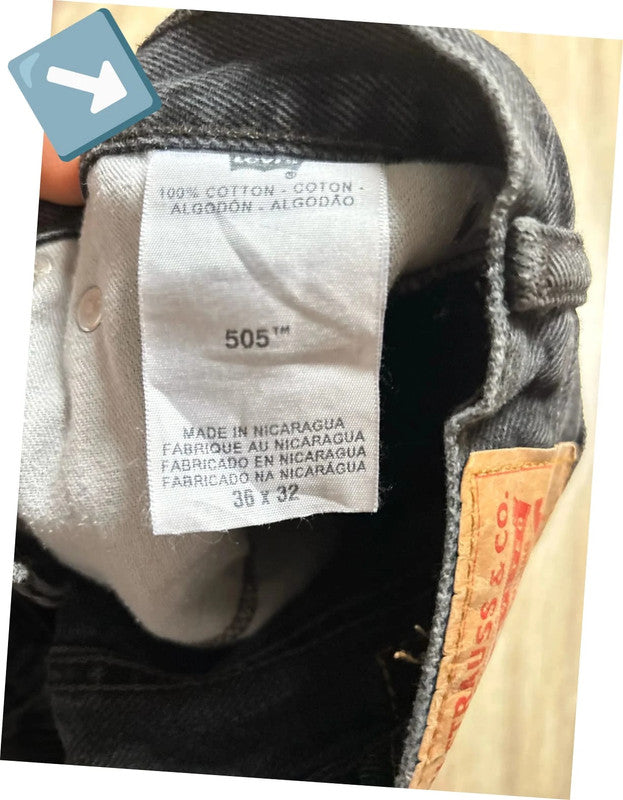 100% COTTON - COTON -
ALGODÓN - ALGODÃO
505™
MADE IN NICARAGUA
FABRIQUE AU NICARAGUA
FABRICADO EN NICARAGUA
FABRICADO NA NICARÁGUA
36 x 32
STRAUSS & CO.